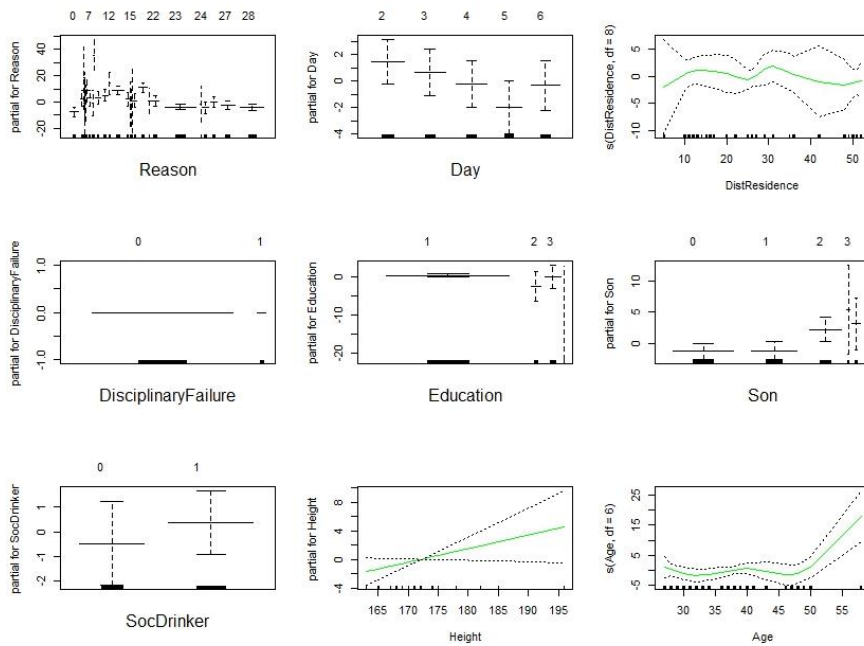 0 7 12 15 22 23 24 27 28
partial for Reason
40
20
0
-20
Reason
2 3 4 5 6
partial for Day
2
0
-2
-4
Day
s(DistResidence, df = 8)
5
0
-5
-10
10 20 30 40 50
DistResidence
0 1
partial for DisciplinaryFailure
1.0
0.0
-1.0
DisciplinaryFailure
1 2 3
partial for Education
0
-10
-20
Education
0 1 2 3
partial for Son
10
5
0
Son
0 1
partial for SocDrinker
1
0
-1
-2
SocDrinker
partial for Height
8
4
0
-4
165 170 175 180 185 190 195
Height
s(Age, df = 6)
25
15
5
-5
30 35 40 45 50 55
Age